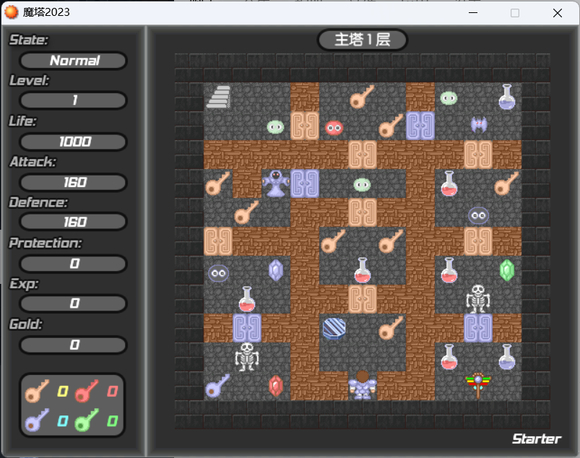 魔塔2023
主塔1层
State:
Normal
Level:
1
Life:
1000
Attack:
160
Defence:
160
Protection:
0
Exp:
0
Gold:
0
0 0
0 0
Starter